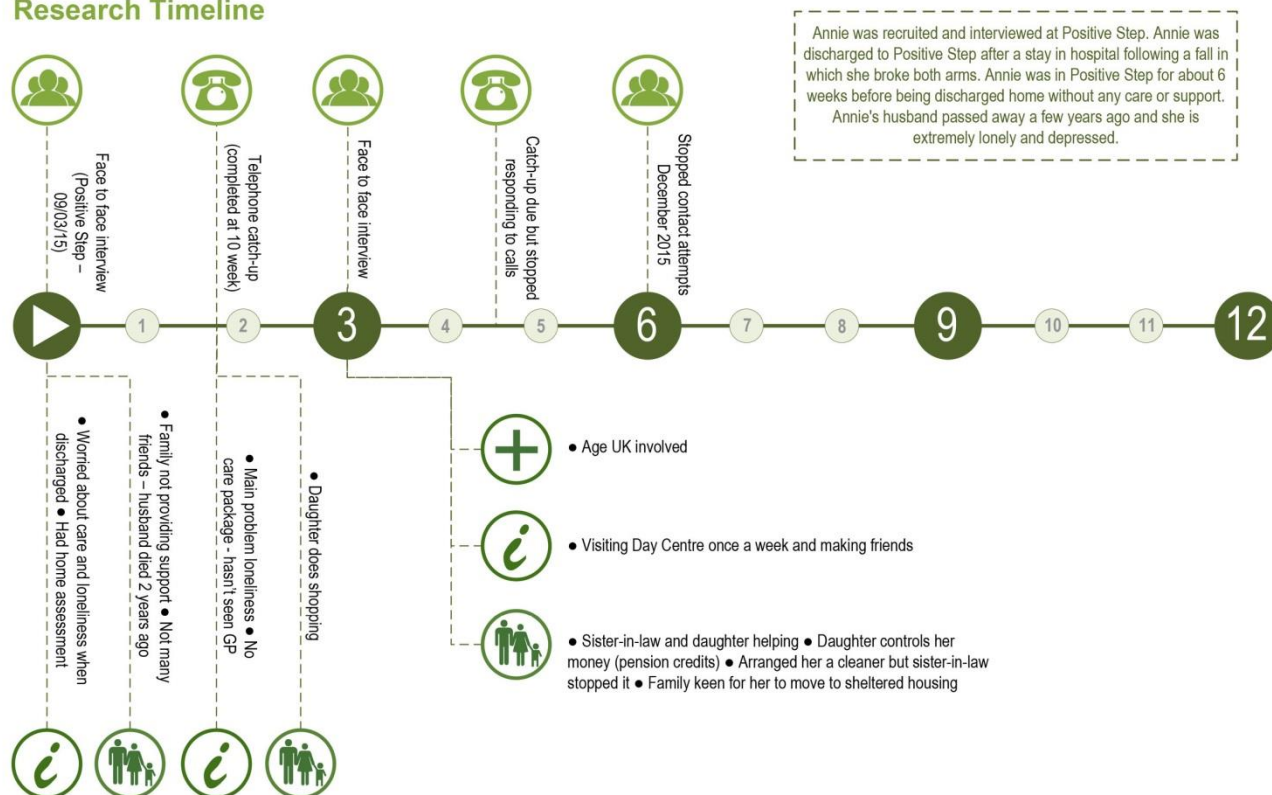 Research Timeline
Annie was recruited and interviewed at Positive Step. Annie was
discharged to Positive Step after a stay in hospital following a fall in
which she broke both arms. Annie was in Positive Step for about 6
weeks before being discharged home without any care or support.
Annie's husband passed away a few years ago and she is
extremely lonely and depressed.
Face to face interview
(Positive Step –
09/03/15)
Telephone catch-up
(completed at 10 week)
Face to face interview
Catch-up due but stopped
responding to calls
Stopped contact attempts
December 2015
1
2
3
4
5
6
7
8
9
10
11
12
● Worried about care and loneliness when
discharged ● Had home assessment
● Family not providing support ● Not many
friends – husband died 2 years ago
● Main problem loneliness ● No
care package - hasn't seen GP
● Daughter does shopping
● Age UK involved
i
● Visiting Day Centre once a week and making friends
● Sister-in-law and daughter helping ● Daughter controls her
money (pension credits) ● Arranged her a cleaner but sister-in-law
stopped it ● Family keen for her to move to sheltered housing
i
i